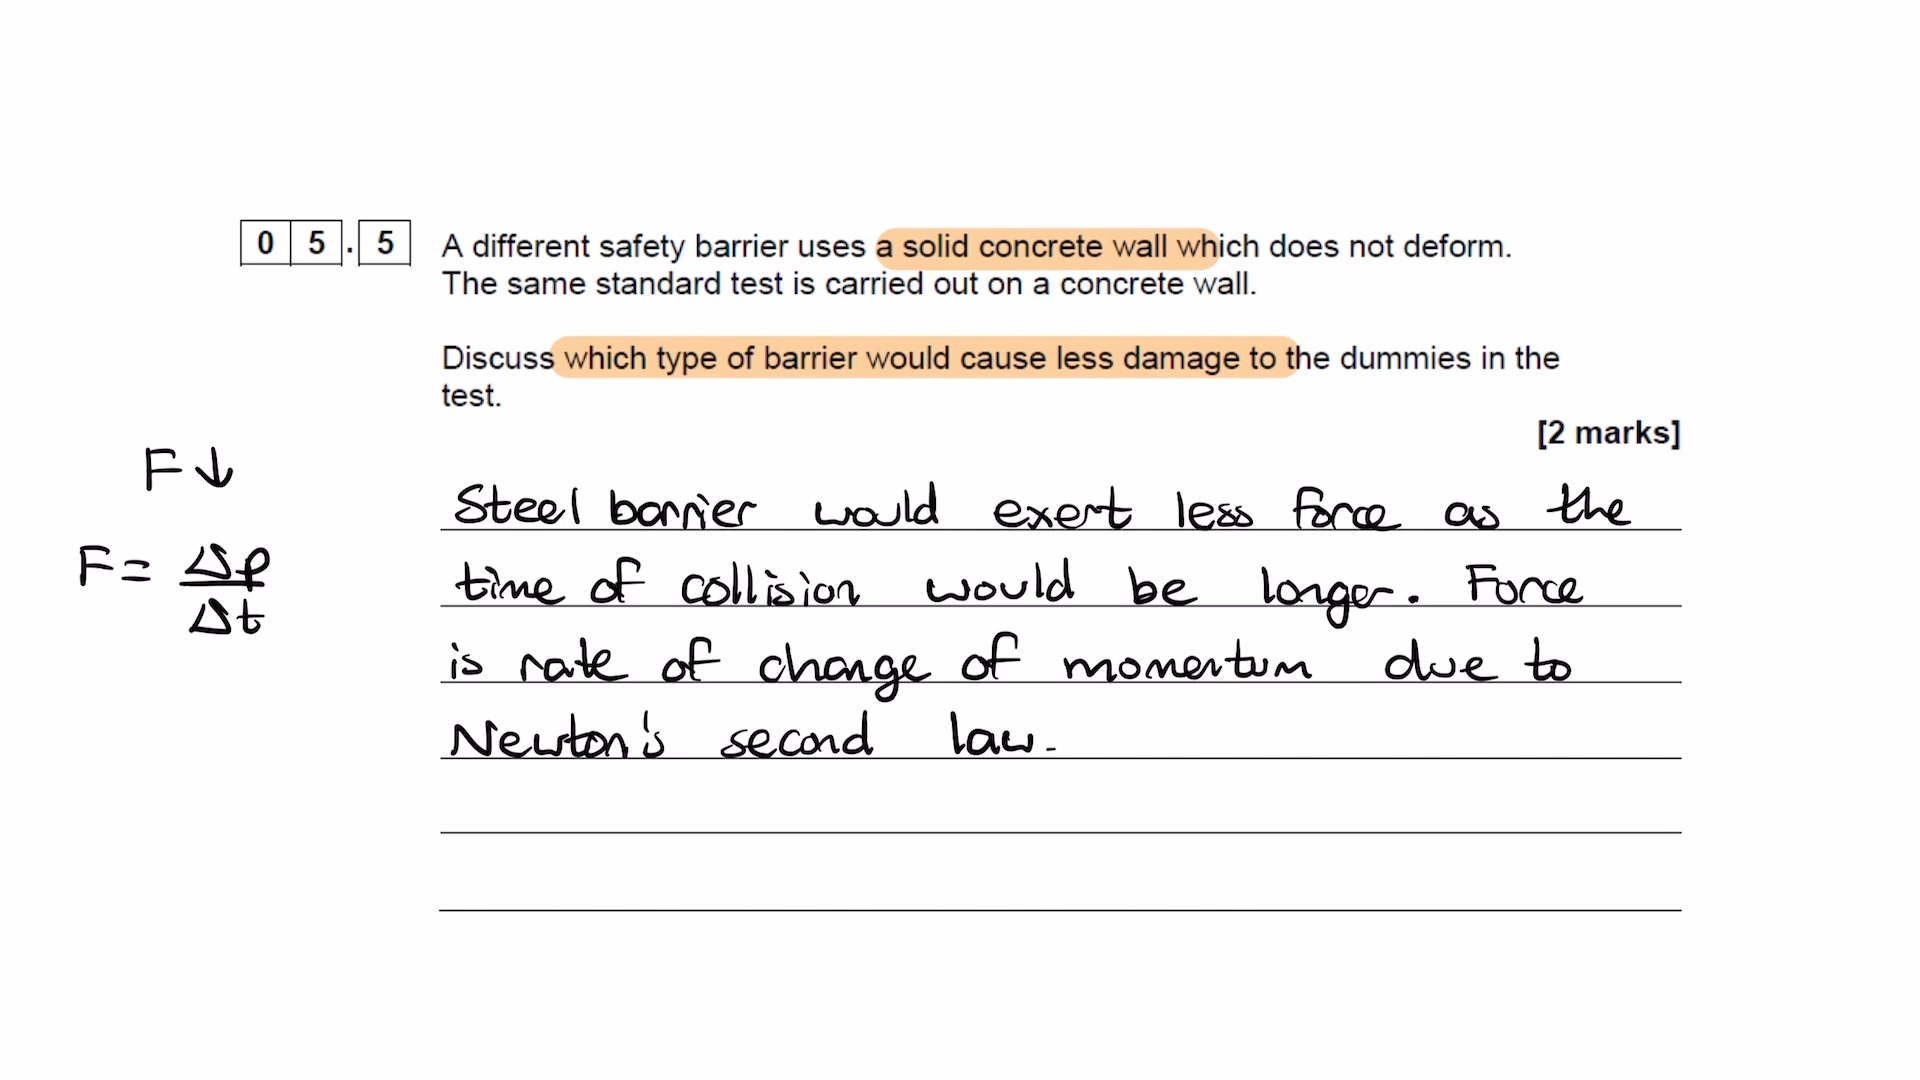 05.5 A different safety barrier uses a solid concrete wall which does not deform.
The same standard test is carried out on a concrete wall.
Discuss which type of barrier would cause less damage to the dummies in the
test.
[2 marks]
F↓
F = Δp/Δt
Steel barrier would exert less force as the
time of collision would be longer. Force
is rate of change of momentum due to
Newton's second law.